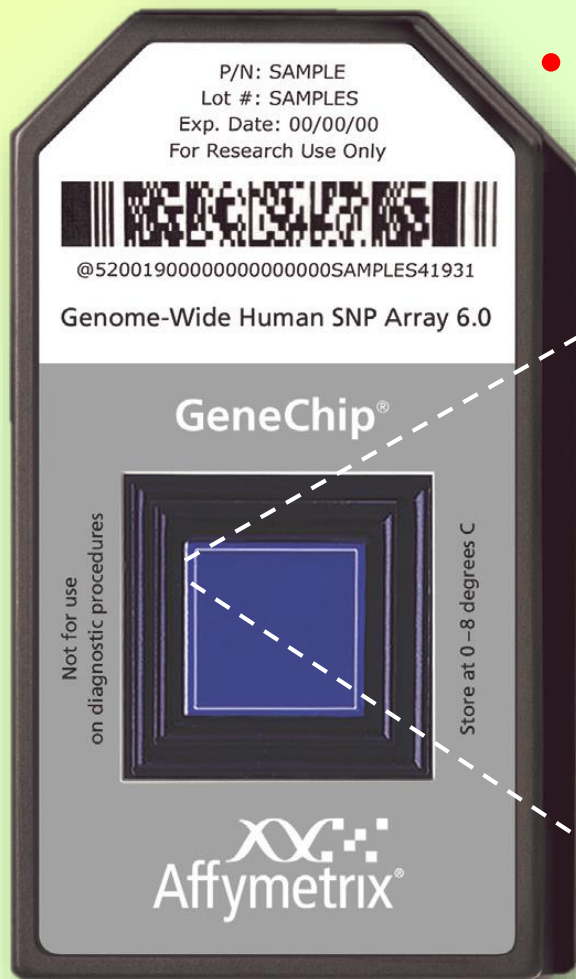 P/N: SAMPLE
Lot #: SAMPLES
Exp. Date: 00/00/00
For Research Use Only
@52001900000000000000SAMPLES41931
Genome-Wide Human SNP Array 6.0
GeneChip®
Not for use
on diagnostic procedures
Store at 0–8 degrees C
Affymetrix®